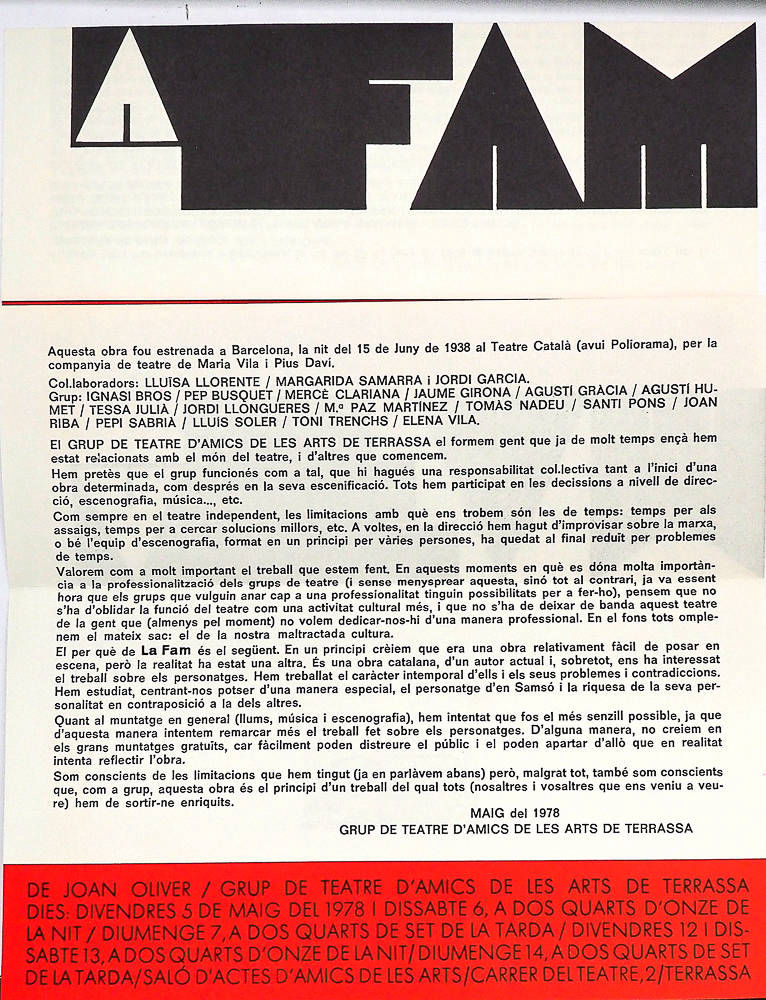 LA FAM
Aquesta obra fou estrenada a Barcelona, la nit del 15 de Juny de 1938 al Teatre Català (avui Poliorama), per la
companyia de teatre de Maria Vila i Pius Daví.
Col.laboradors: LLUÏSA LLORENTE / MARGARIDA SAMARRA i JORDI GARCIA.
Grup: IGNASI BROS / PEP BUSQUET / MERCÈ CLARIANA / JAUME GIRONA / AGUSTÍ GRÀCIA / AGUSTÍ HU-
MET / TESSA JULIÀ / JORDI LLONGUERES / M.ª PAZ MARTÍNEZ / TOMÀS NADEU / SANTI PONS / JOAN
RIBA / PEPI SABRIÀ / LLUIS SOLER / TONI TRENCHS / ELENA VILA.
El GRUP DE TEATRE D'AMICS DE LES ARTS DE TERRASSA el formem gent que ja de molt temps ençà hem
estat relacionats amb el món del teatre, i d'altres que comencem.
Hem pretès que el grup funcionés com a tal, que hi hagués una responsabilitat col.lectiva tant a l'inici d'una
obra determinada, com després en la seva escenificació. Tots hem participat en les decissions a nivell de direc-
ció, escenografia, música..., etc.
Com sempre en el teatre independent, les limitacions amb què ens trobem són les de temps: temps per als
assaigs, temps per a cercar solucions millors, etc. A voltes, en la direcció hem hagut d'improvisar sobre la marxa,
o bé l'equip d'escenografia, format en un principi per vàries persones, ha quedat al final reduït per problemes
de temps.
Valorem com a molt important el treball que estem fent. En aquests moments en què es dóna molta importàn-
cia a la professionalització dels grups de teatre (i sense menysprear aquesta, sinó tot al contrari, ja va essent
hora que els grups que vulguin anar cap a una professionalitat tinguin possibilitats per a fer-ho), pensem que no
s'ha d'oblidar la funció del teatre com una activitat cultural més, i que no s'ha de deixar de banda aquest teatre
de la gent que (almenys pel moment) no volem dedicar-nos-hi d'una manera professional. En el fons tots omple-
nem el mateix sac: el de la nostra maltractada cultura.
El per què de La Fam és el següent. En un principi crèiem que era una obra relativament fàcil de posar en
escena, però la realitat ha estat una altra. És una obra catalana, d'un autor actual i, sobretot, ens ha interessat
el treball sobre els personatges. Hem treballat el caràcter intemporal d'ells i els seus problemes i contradiccions.
Hem estudiat, centrant-nos potser d'una manera especial, el personatge d'en Samsó i la riquesa de la seva per-
sonalitat en contraposició a la dels altres.
Quant al muntatge en general (llums, música i escenografia), hem intentat que fos el més senzill possible, ja que
d'aquesta manera intentem remarcar més el treball fet sobre els personatges. D'alguna manera, no creiem en
els grans muntatges gratuïts, car fàcilment poden distreure el públic i el poden apartar d'allò que en realitat
intenta reflectir l'obra.
Som conscients de les limitacions que hem tingut (ja en parlàvem abans) però, malgrat tot, també som conscients
que, com a grup, aquesta obra és el principi d'un treball del qual tots (nosaltres i vosaltres que ens veniu a veu-
re) hem de sortir-ne enriquits.
MAIG del 1978
GRUP DE TEATRE D'AMICS DE LES ARTS DE TERRASSA
DE JOAN OLIVER / GRUP DE TEATRE D'AMICS DE LES ARTS DE TERRASSA
DIES: DIVENDRES 5 DE MAIG DEL 1978 I DISSABTE 6, A DOS QUARTS D'ONZE DE
LA NIT / DIUMENGE 7, A DOS QUARTS DE SET DE LA TARDA / DIVENDRES 12 I DIS-
SABTE 13, A DOS QUARTS D'ONZE DE LA NIT / DIUMENGE 14, A DOS QUARTS DE SET
DE LA TARDA/SALÓ D'ACTES D'AMICS DE LES ARTS/CARRER DEL TEATRE, 2/TERRASSA